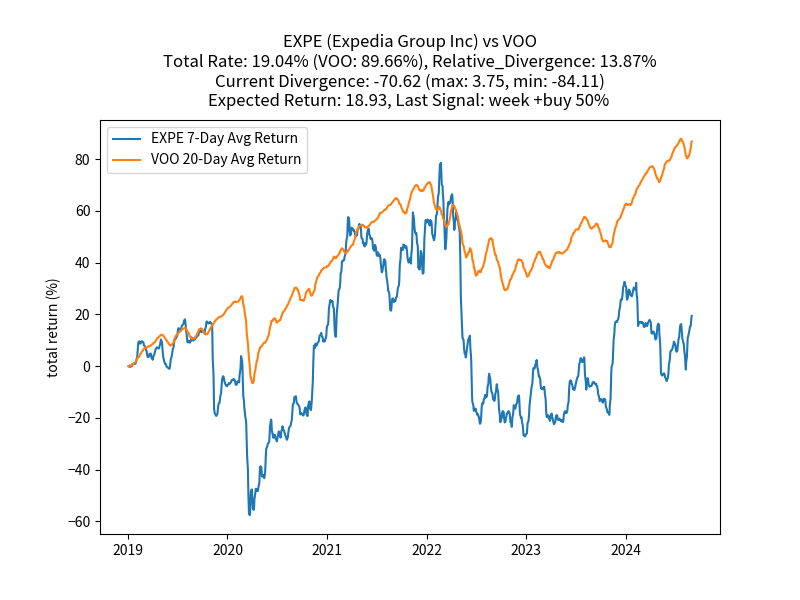 EXPE (Expedia Group Inc) vs VOO
Total Rate: 19.04% (VOO: 89.66%), Relative_Divergence: 13.87%
Current Divergence: -70.62 (max: 3.75, min: -84.11)
Expected Return: 18.93, Last Signal: week +buy 50%
EXPE 7-Day Avg Return
VOO 20-Day Avg Return
total return (%)
80
60
40
20
0
−20
−40
−60
2019
2020
2021
2022
2023
2024